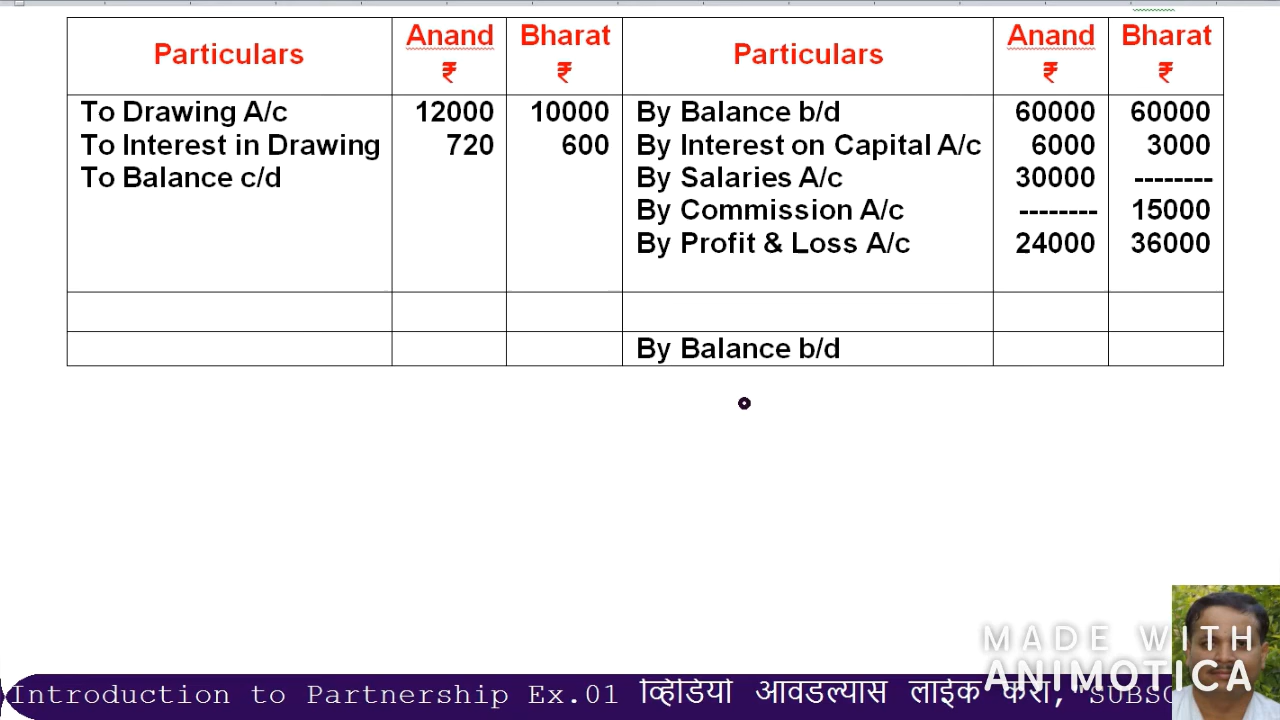 Particulars Anand ₹ Bharat ₹ Particulars Anand ₹ Bharat ₹
To Drawing A/c 12000 10000 By Balance b/d 60000 60000
To Interest in Drawing 720 600 By Interest on Capital A/c 6000 3000
To Balance c/d By Salaries A/c 30000 --------
By Commission A/c -------- 15000
By Profit & Loss A/c 24000 36000
By Balance b/d
MADE WITH
ANIMOTICA
Introduction to Partnership Ex.01 व्हिडियो आवडल्यास लाईक करा, "SUBSC